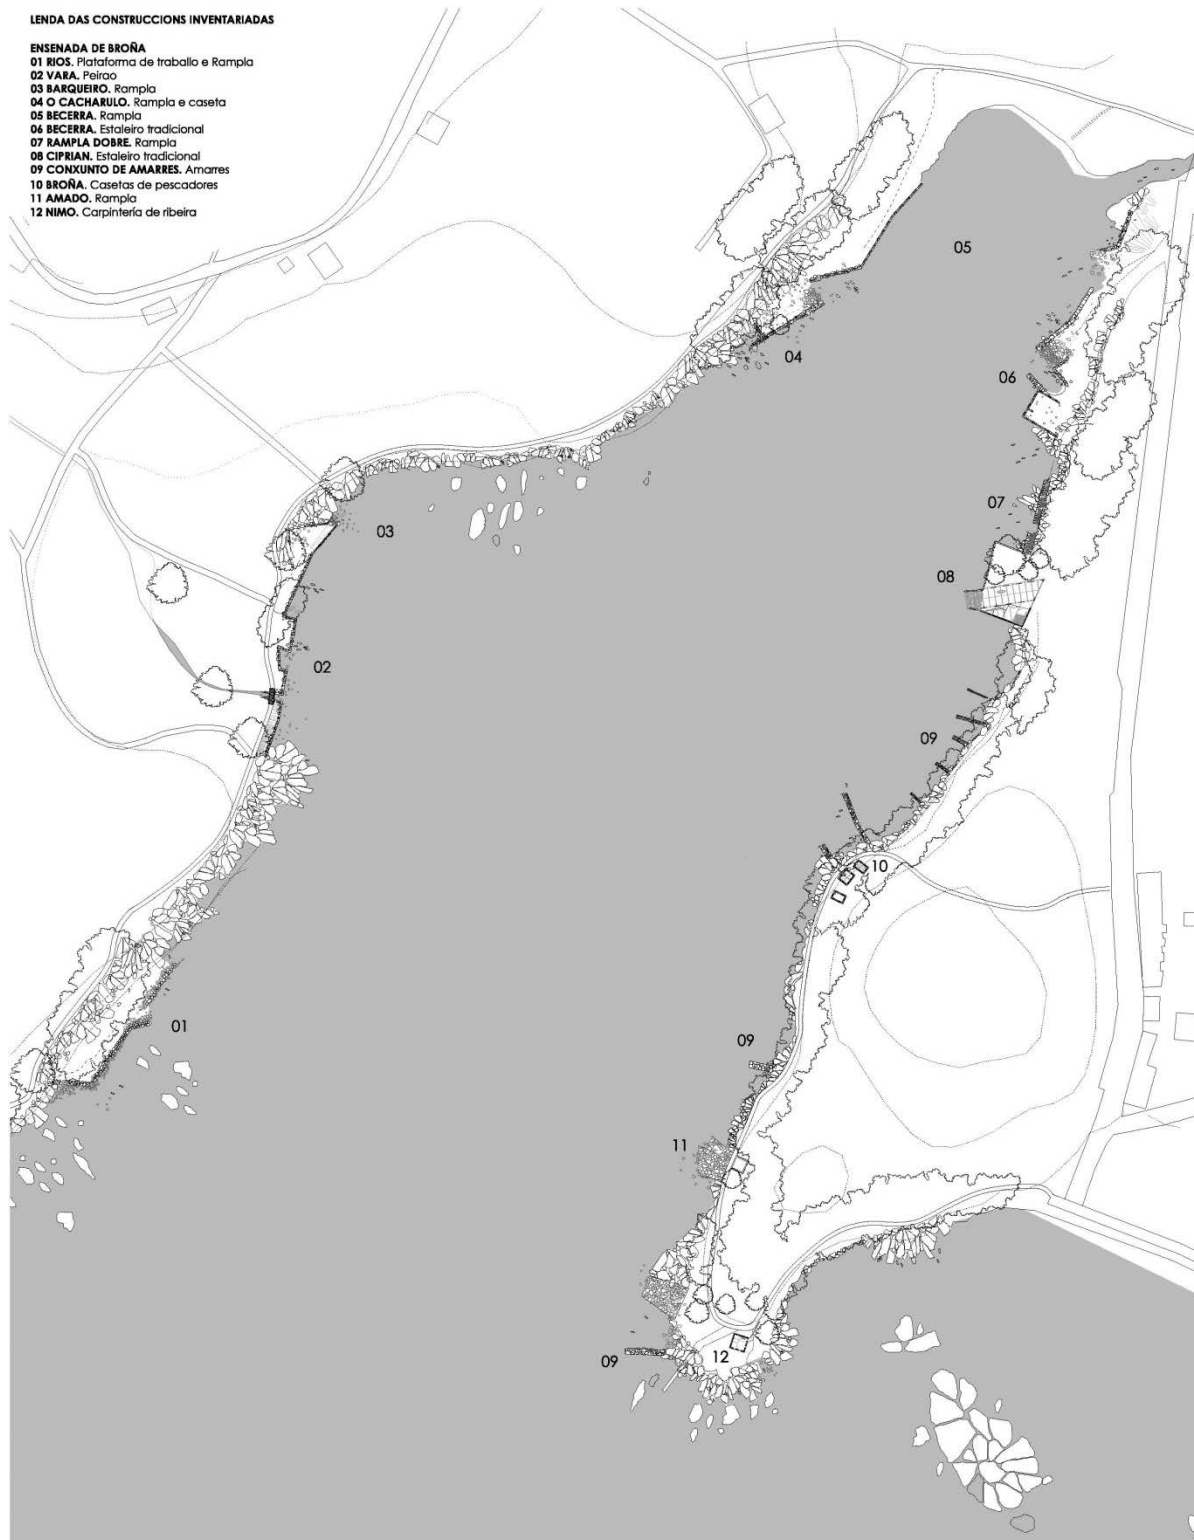 LENDA DAS CONSTRUCCIONS INVENTARIADAS
ENSENADA DE BROÑA
01 RIOS. Plataforma de traballo e Rampla
02 VARA. Peirao
03 BARQUEIRO. Rampla
04 O CACHARULO. Rampla e caseta
05 BECERRA. Rampla
06 BECERRA. Estaleiro tradicional
07 RAMPLA DOBRE. Rampla
08 CIPRIAN. Estaleiro tradicional
09 CONXUNTO DE AMARRES. Amarres
10 BROÑA. Casetas de pescadores
11 AMADO. Rampla
12 NIMO. Carpintería de ribeira
05
04
06
07
03
08
02
09
10
01
09
11
09
12